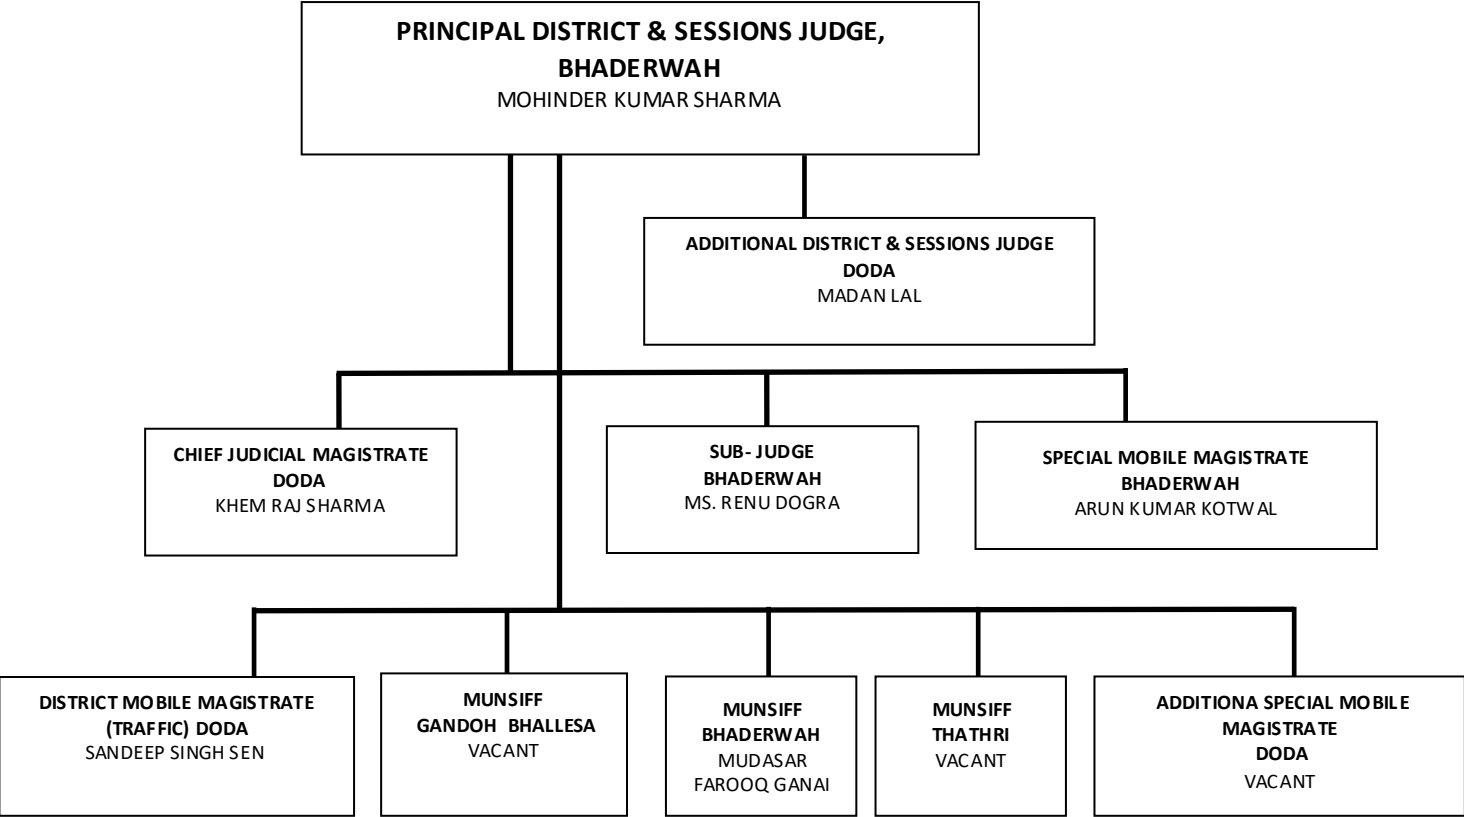 PRINCIPAL DISTRICT & SESSIONS JUDGE,
BHADERWAH
MOHINDER KUMAR SHARMA
ADDITIONAL DISTRICT & SESSIONS JUDGE
DODA
MADAN LAL
CHIEF JUDICIAL MAGISTRATE
DODA
KHEM RAJ SHARMA
SUB- JUDGE
BHADERWAH
MS. RENU DOGRA
SPECIAL MOBILE MAGISTRATE
BHADERWAH
ARUN KUMAR KOTWAL
DISTRICT MOBILE MAGISTRATE
(TRAFFIC) DODA
SANDEEP SINGH SEN
MUNSIFF
GANDOH BHALLESA
VACANT
MUNSIFF
BHADERWAH
MUDASAR
FAROOQ GANAI
MUNSIFF
THATHRI
VACANT
ADDITIONA SPECIAL MOBILE
MAGISTRATE
DODA
VACANT